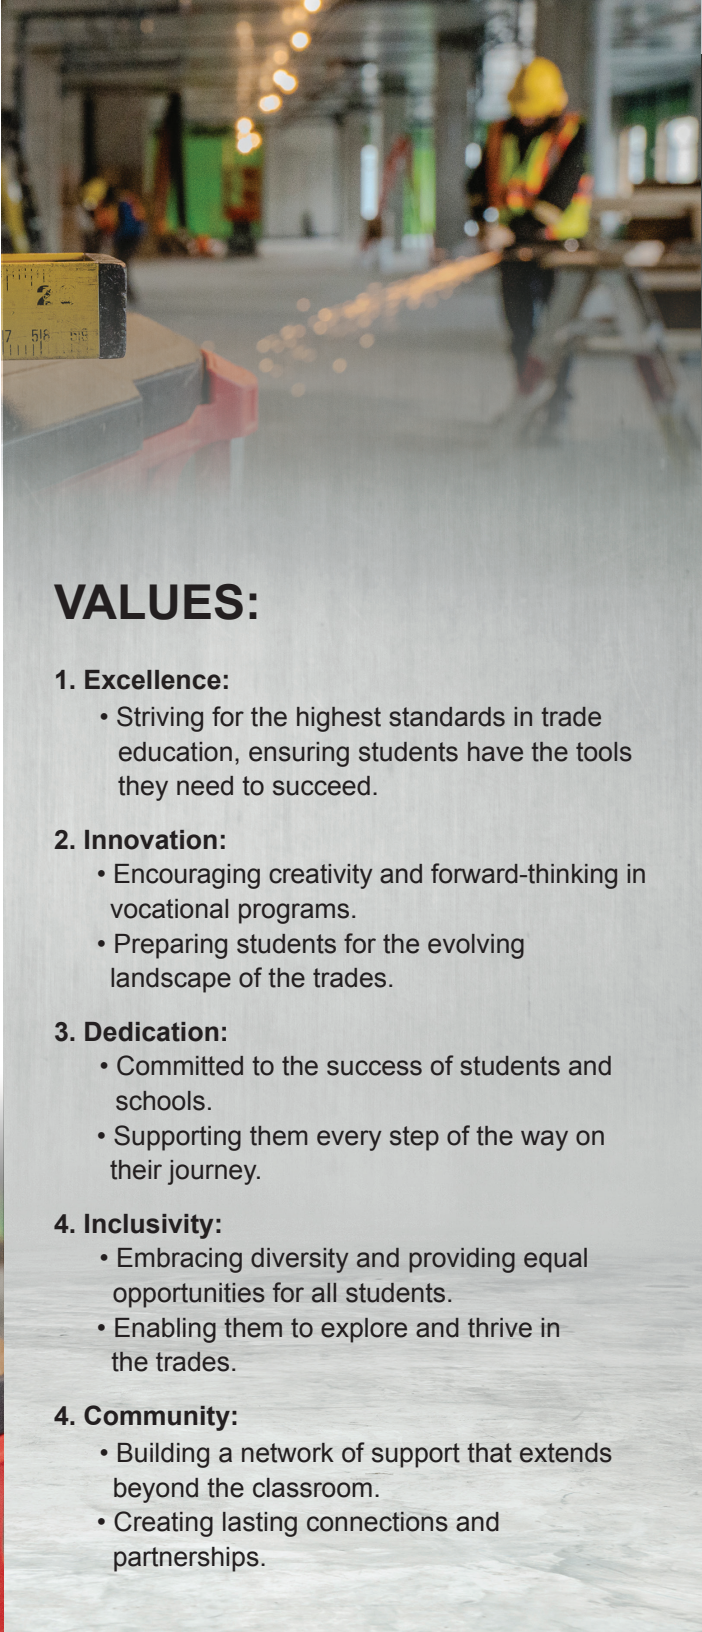 2
7 518 519
VALUES:
1. Excellence:
• Striving for the highest standards in trade
education, ensuring students have the tools
they need to succeed.
2. Innovation:
• Encouraging creativity and forward-thinking in
vocational programs.
• Preparing students for the evolving
landscape of the trades.
3. Dedication:
• Committed to the success of students and
schools.
• Supporting them every step of the way on
their journey.
4. Inclusivity:
• Embracing diversity and providing equal
opportunities for all students.
• Enabling them to explore and thrive in
the trades.
4. Community:
• Building a network of support that extends
beyond the classroom.
• Creating lasting connections and
partnerships.